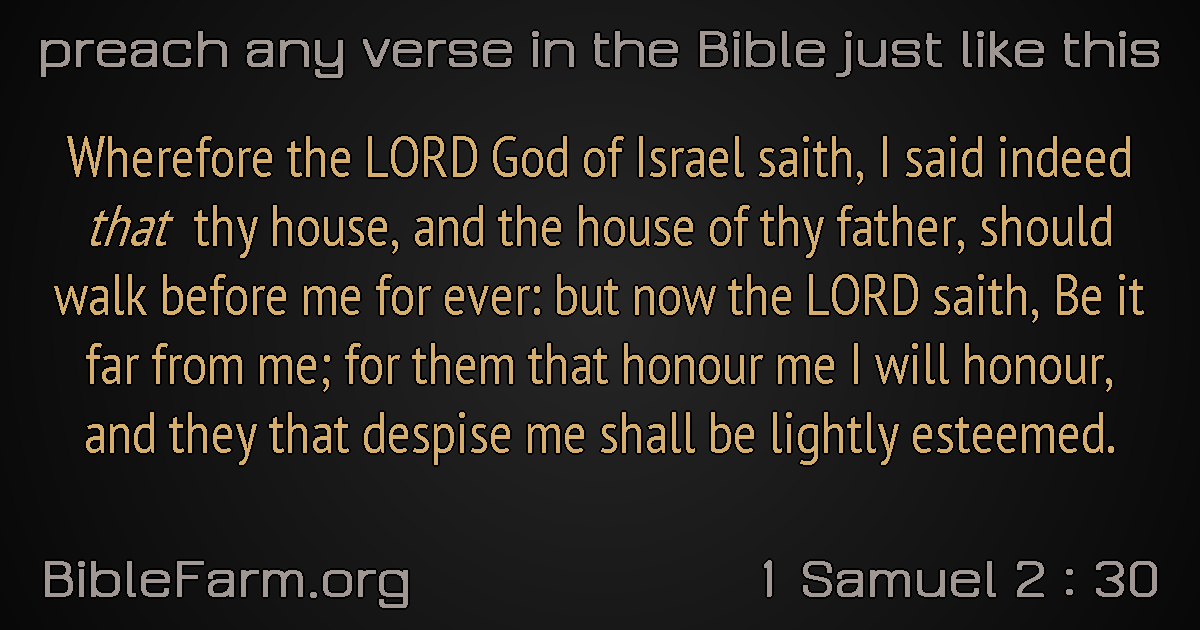 preach any verse in the Bible just like this
Wherefore the LORD God of Israel saith, I said indeed
that thy house, and the house of thy father, should
walk before me for ever: but now the LORD saith, Be it
far from me; for them that honour me I will honour,
and they that despise me shall be lightly esteemed.
BibleFarm.org
1 Samuel 2 : 30